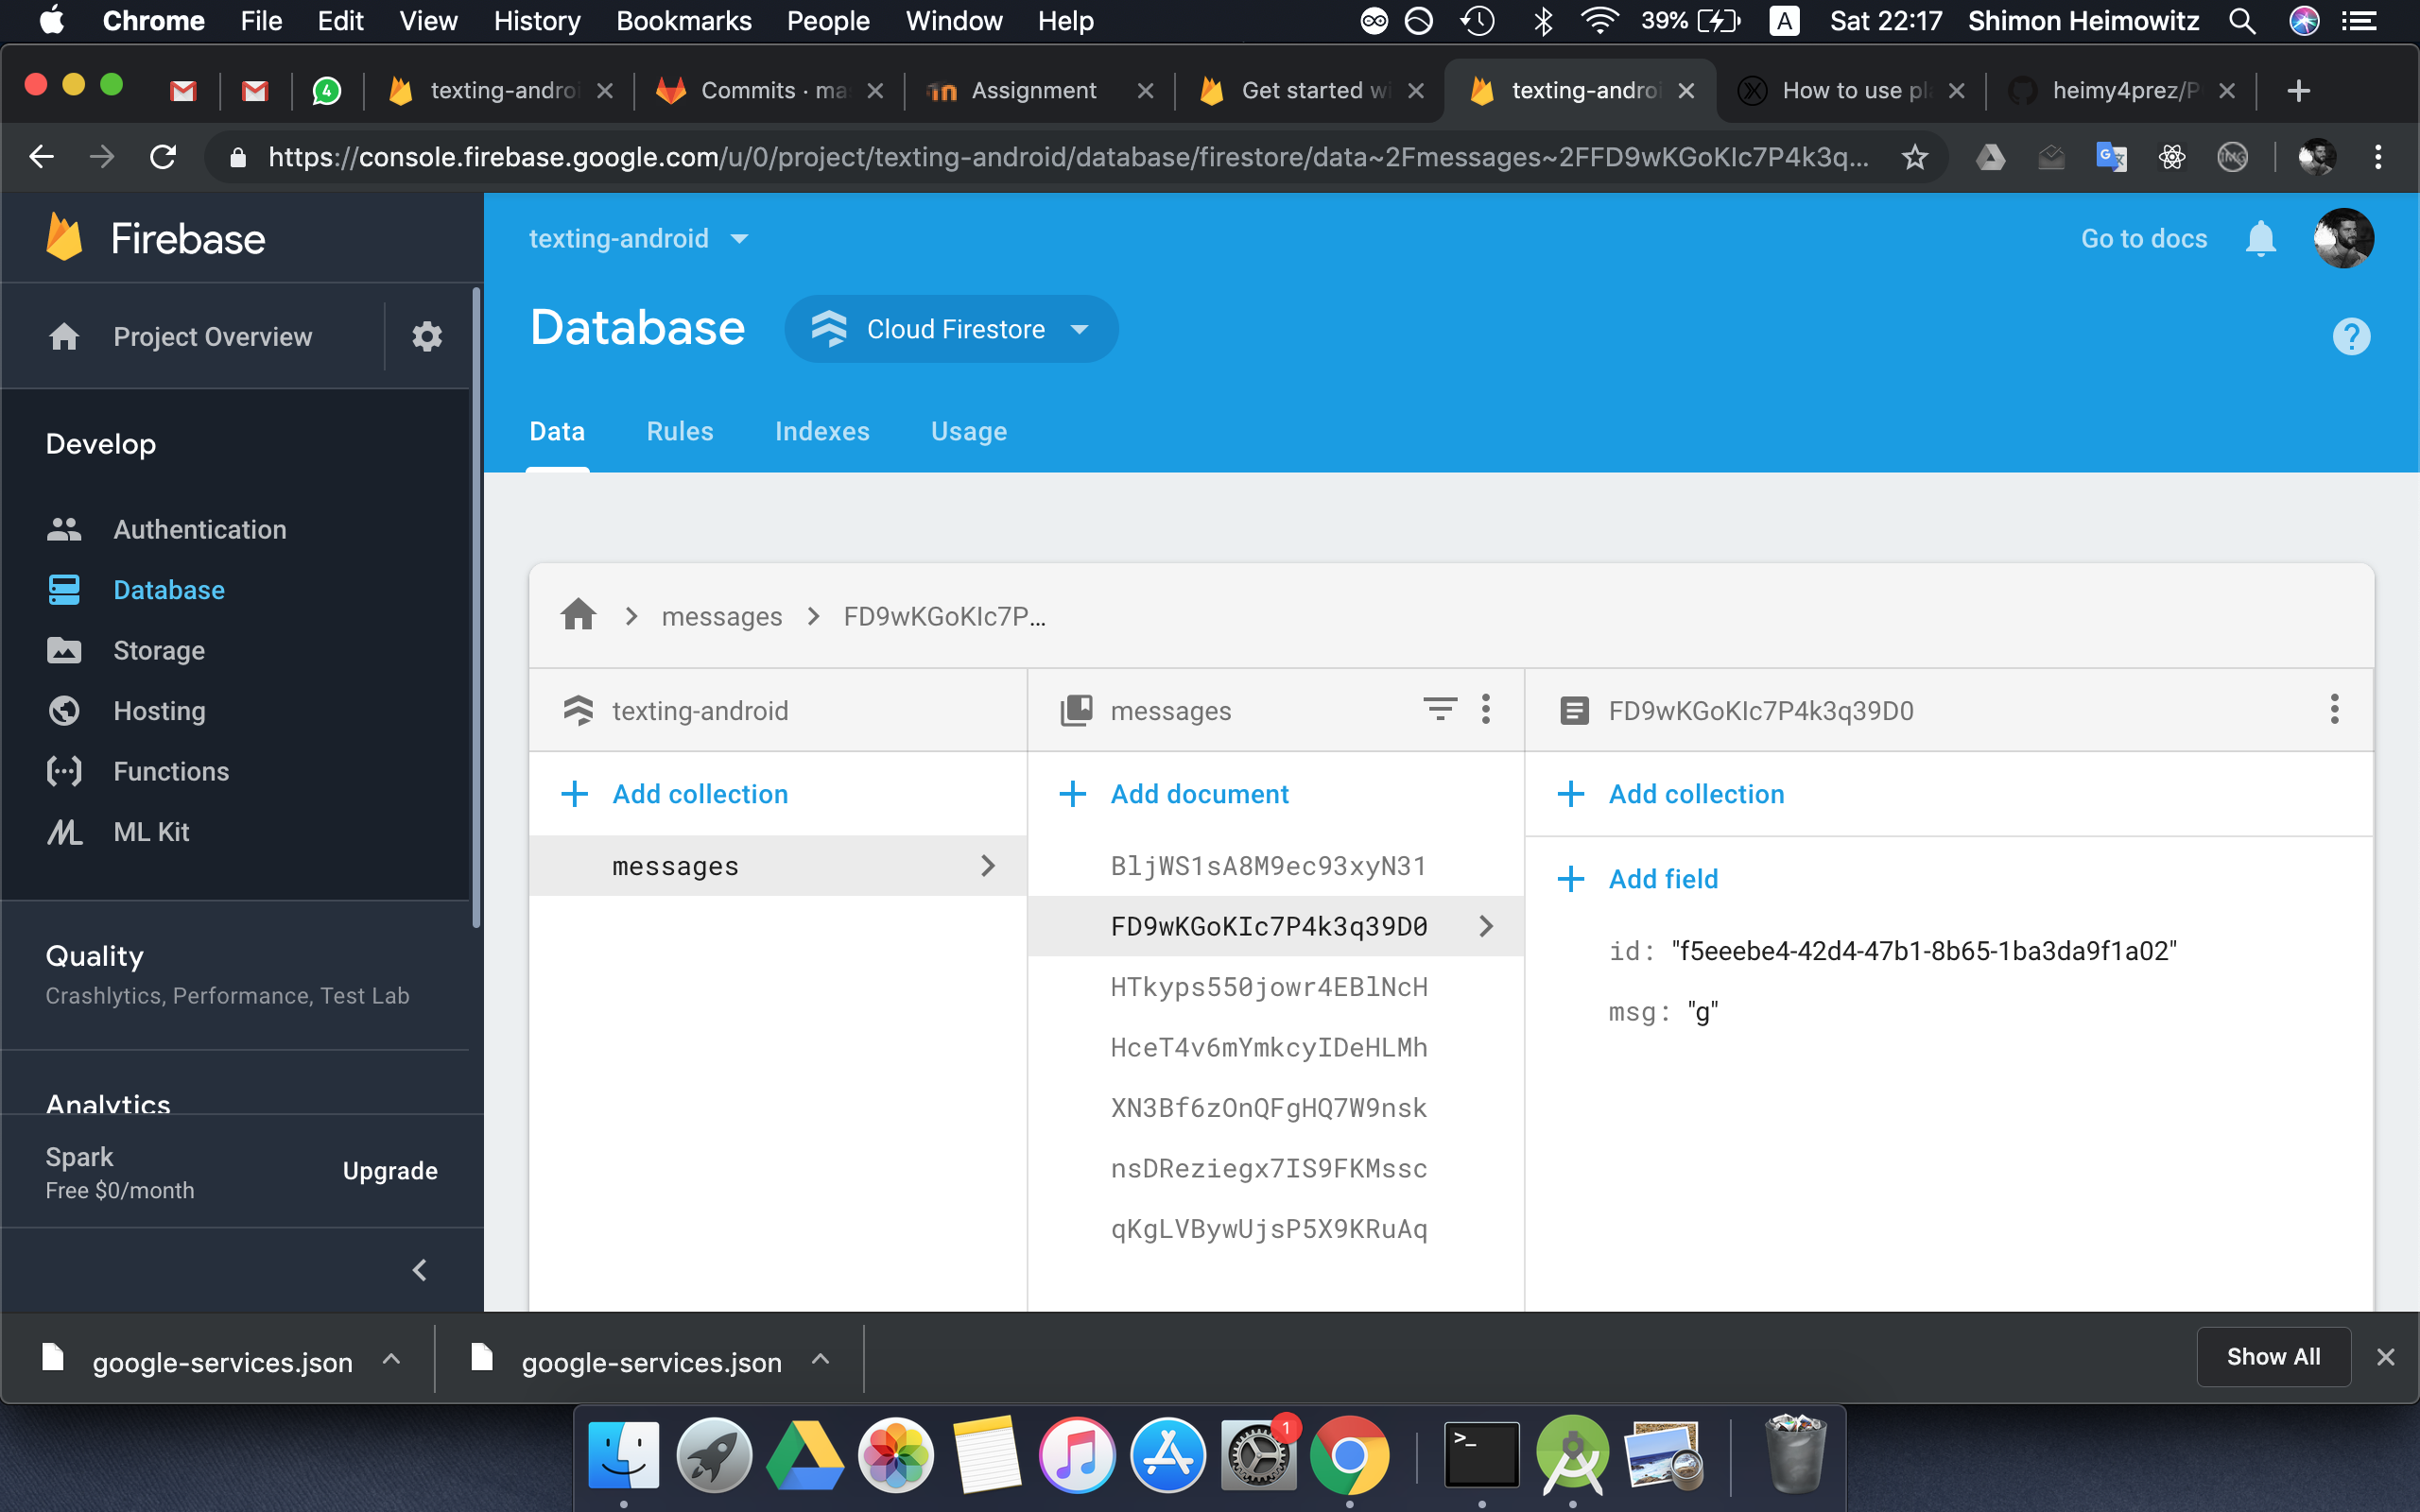 Chrome File Edit View History Bookmarks People Window Help 39% A Sat 22:17 Shimon Heimowitz
4 texting-androi Commits · ma Assignment Get started wi texting-androi How to use pl heimy4prez/P
https://console.firebase.google.com/u/0/project/texting-android/database/firestore/data~2Fmessages~2FFD9wKGoKIc7P4k3q...
Firebase
texting-android
Go to docs
Project Overview
Database
Cloud Firestore
Data Rules Indexes Usage
Develop
Authentication
Database
Storage
Hosting
Functions
ML Kit
Quality
Crashlytics, Performance, Test Lab
Analytics
Spark
Free $0/month
Upgrade
messages FD9wKGoKIc7P...
texting-android
Add collection
messages
messages
Add document
BljWS1sA8M9ec93xyN31
FD9wKGoKIc7P4k3q39D0
HTkyps550jowr4EBlNcH
HceT4v6mYmkcyIDeHLMh
XN3Bf6zOnQFgHQ7W9nsk
nsDReziegx7IS9FKMssc
qKgLVBywUjsP5X9KRuAq
FD9wKGoKIc7P4k3q39D0
Add collection
Add field
id: "f5eeebe4-42d4-47b1-8b65-1ba3da9f1a02"
msg: "g"
google-services.json google-services.json Show All
1
>_